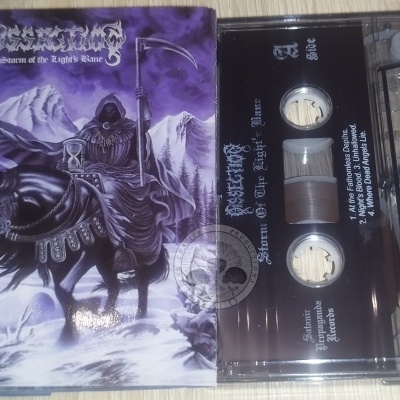 Storm of the Light's Bane
A
Side
DISSECTION
Storm Of The Light's Bane
1. At the Fathomless Depths.
2. Night's Blood. 3. Unhallowed.
4. Where Dead Angels Lie.
Satanic
Propaganda
Records